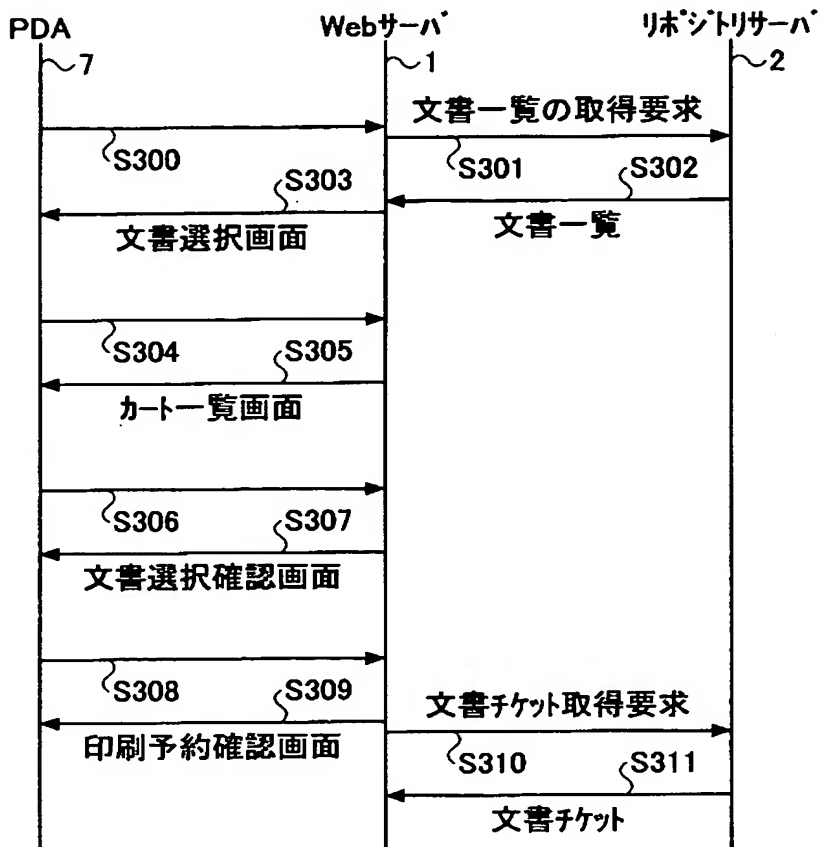 PDA
Webサーバ
リポジトリサーバ
7
1
2
文書一覧の取得要求
S300
S301
S303
S302
文書選択画面
文書一覧
S304
S305
カート一覧画面
S306
S307
文書選択確認画面
S308
S309
文書チケット取得要求
印刷予約確認画面
S310
S311
文書チケット